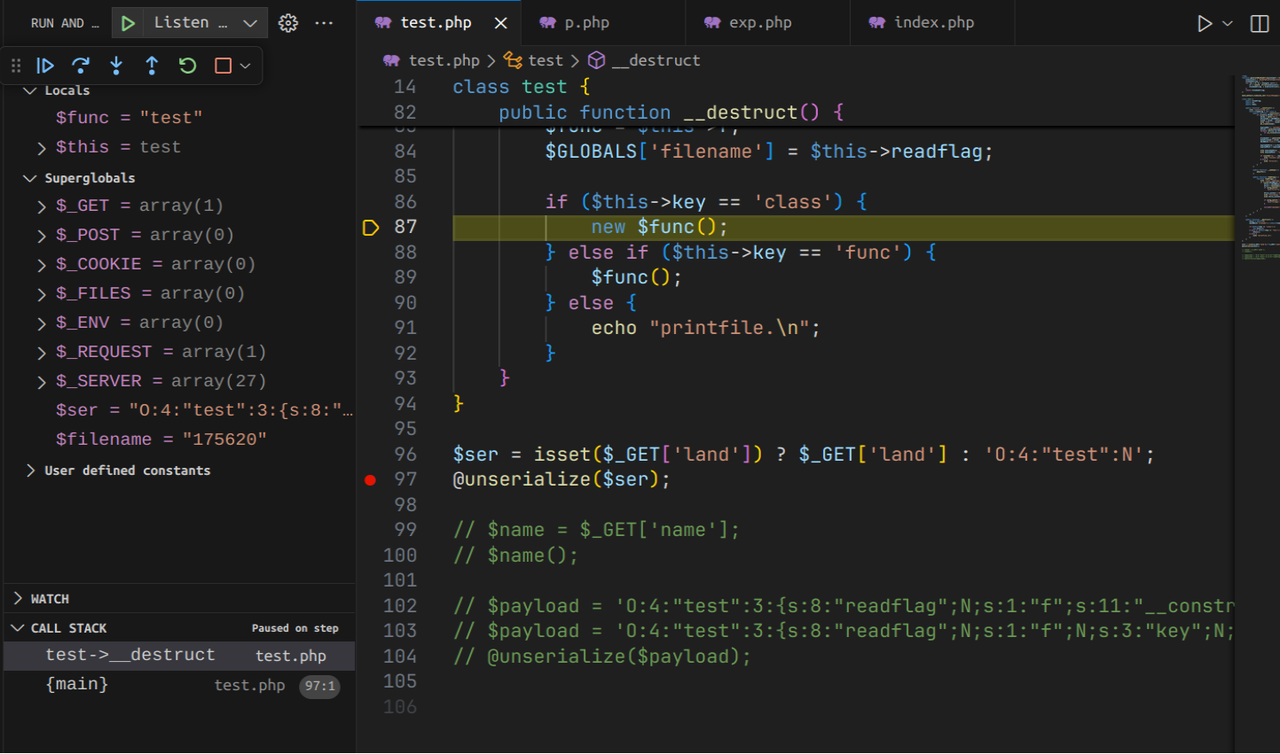 RUN AND ... Listen ...
Locals
$func = "test"
$this = test
Superglobals
$_GET = array(1)
$_POST = array(0)
$_COOKIE = array(0)
$_FILES = array(0)
$_ENV = array(0)
$_REQUEST = array(1)
$_SERVER = array(27)
$ser = "O:4:"test":3:{s:8:"...
$filename = "175620"
User defined constants
WATCH
CALL STACK Paused on step
test->__destruct test.php
{main} test.php 97:1
test.php p.php exp.php index.php
test.php > test > __destruct
14 class test {
82 public function __destruct() {
84 $GLOBALS['filename'] = $this->readflag;
85
86 if ($this->key == 'class') {
87 new $func();
88 } else if ($this->key == 'func') {
89 $func();
90 } else {
91 echo "printfile.\n";
92 }
93 }
94 }
95
96 $ser = isset($_GET['land']) ? $_GET['land'] : 'O:4:"test":N';
97 @unserialize($ser);
98
99 // $name = $_GET['name'];
100 // $name();
101
102 // $payload = 'O:4:"test":3:{s:8:"readflag";N;s:1:"f";s:11:"__constr
103 // $payload = 'O:4:"test":3:{s:8:"readflag";N;s:1:"f";N;s:3:"key";N;
104 // @unserialize($payload);
105
106